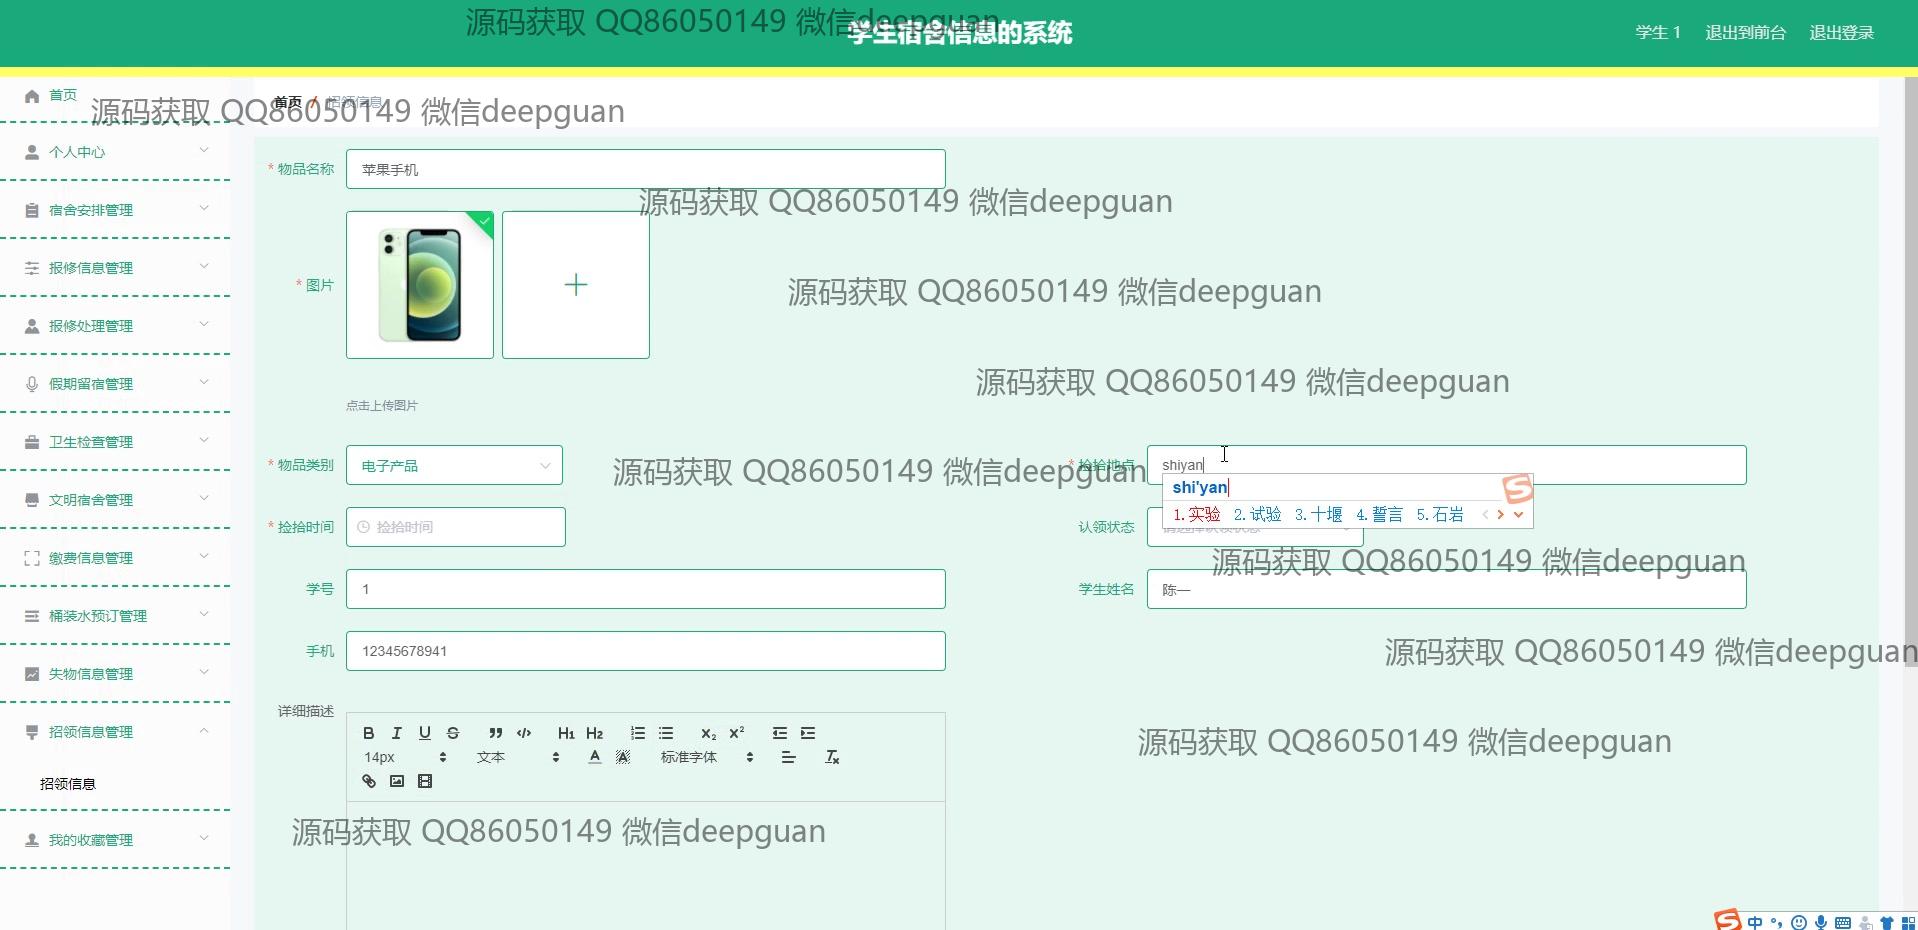 源码获取 QQ86050149 微信deepguan
学生宿舍信息的系统
学生 1 退出到前台 退出登录
首页
首页 / 招领信息
源码获取 QQ86050149 微信deepguan
个人中心
* 物品名称 苹果手机
源码获取 QQ86050149 微信deepguan
宿舍安排管理
报修信息管理
* 图片
源码获取 QQ86050149 微信deepguan
报修处理管理
假期留宿管理
源码获取 QQ86050149 微信deepguan
点击上传图片
卫生检查管理
* 物品类别 电子产品
* 捡拾地点 shiyan
源码获取 QQ86050149 微信deepguan
shi'yan
1.实验 2.试验 3.十堰 4.誓言 5.石岩
文明宿舍管理
* 捡拾时间 捡拾时间
认领状态 请选择认领状态
缴费信息管理
源码获取 QQ86050149 微信deepguan
学号 1
学生姓名 陈一
桶装水预订管理
手机 12345678941
源码获取 QQ86050149 微信deepguan
失物信息管理
详细描述
招领信息管理
B I U S ” </> H1 H2 X2 X2
14px 文本 A A 标准字体 Tx
源码获取 QQ86050149 微信deepguan
招领信息
源码获取 QQ86050149 微信deepguan
我的收藏管理
中